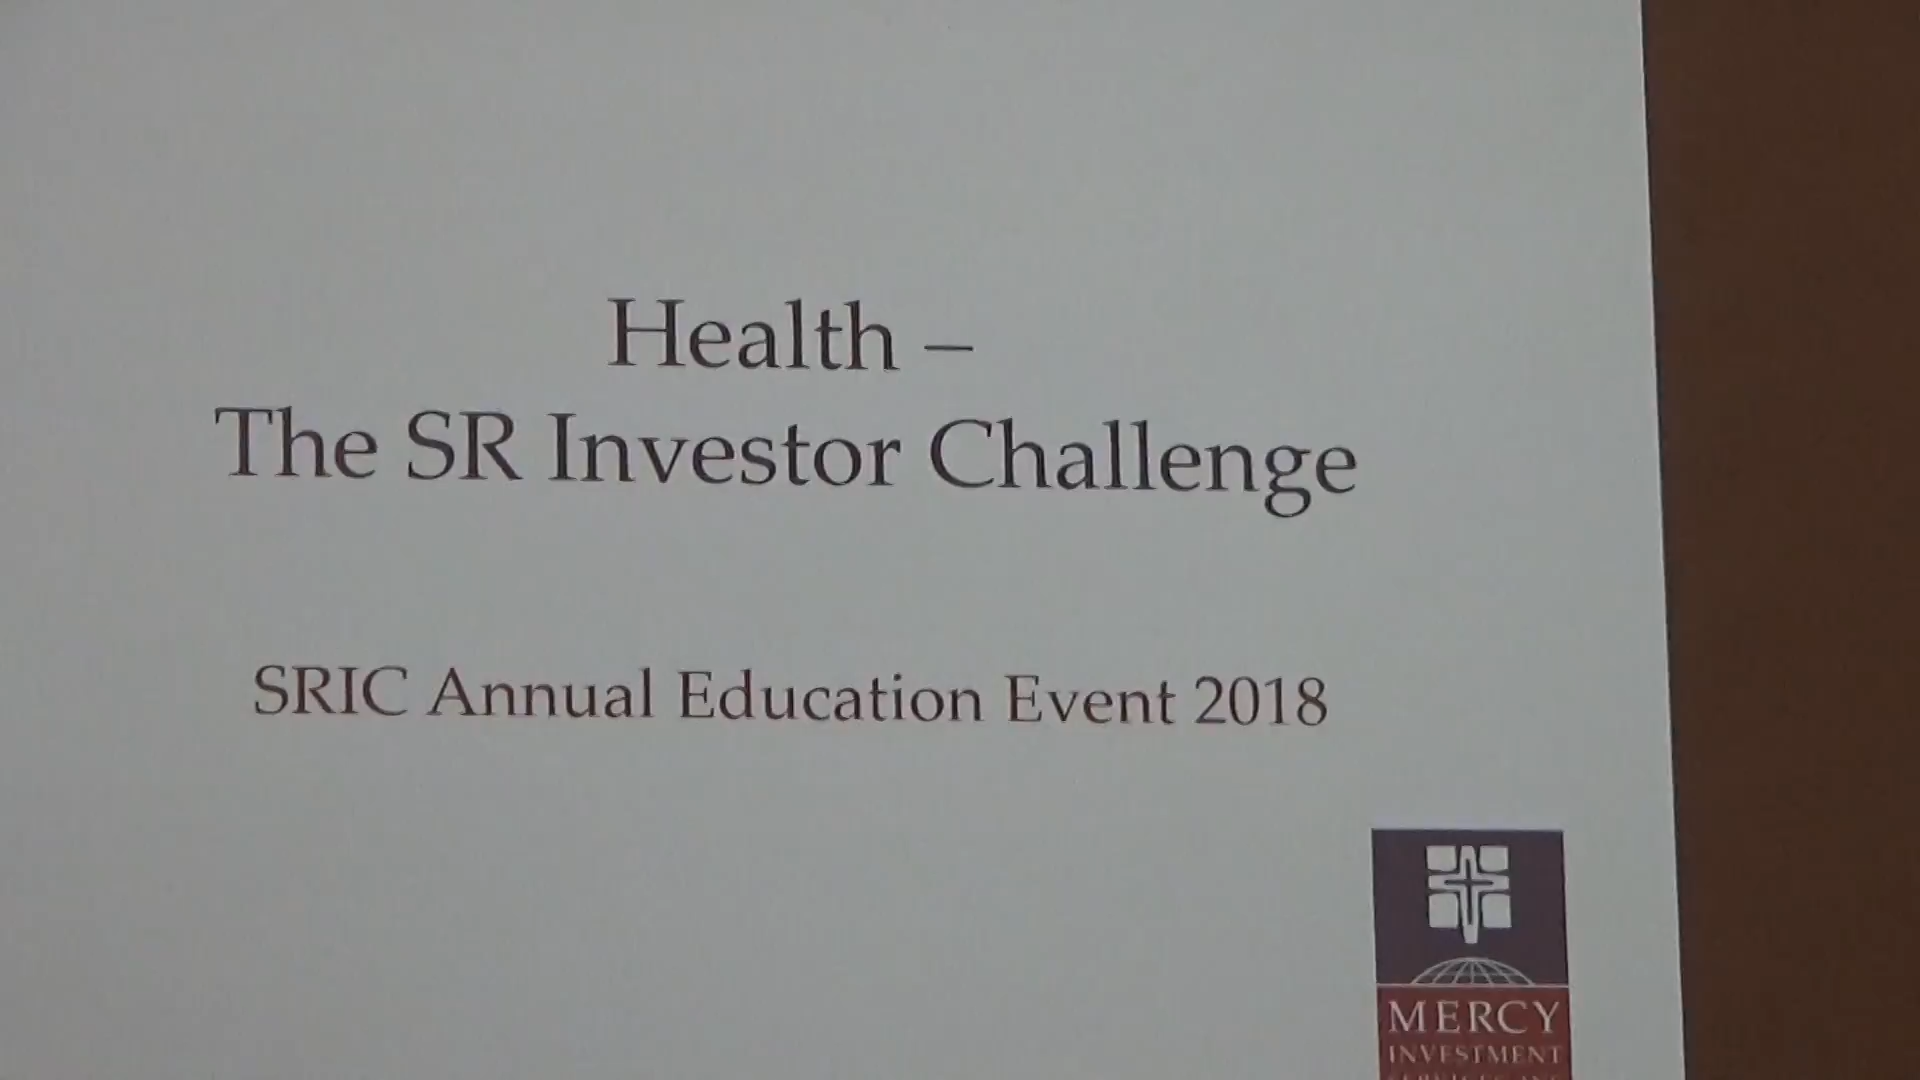 Health –
The SR Investor Challenge
SRIC Annual Education Event 2018
MERCY
INVESTMENT